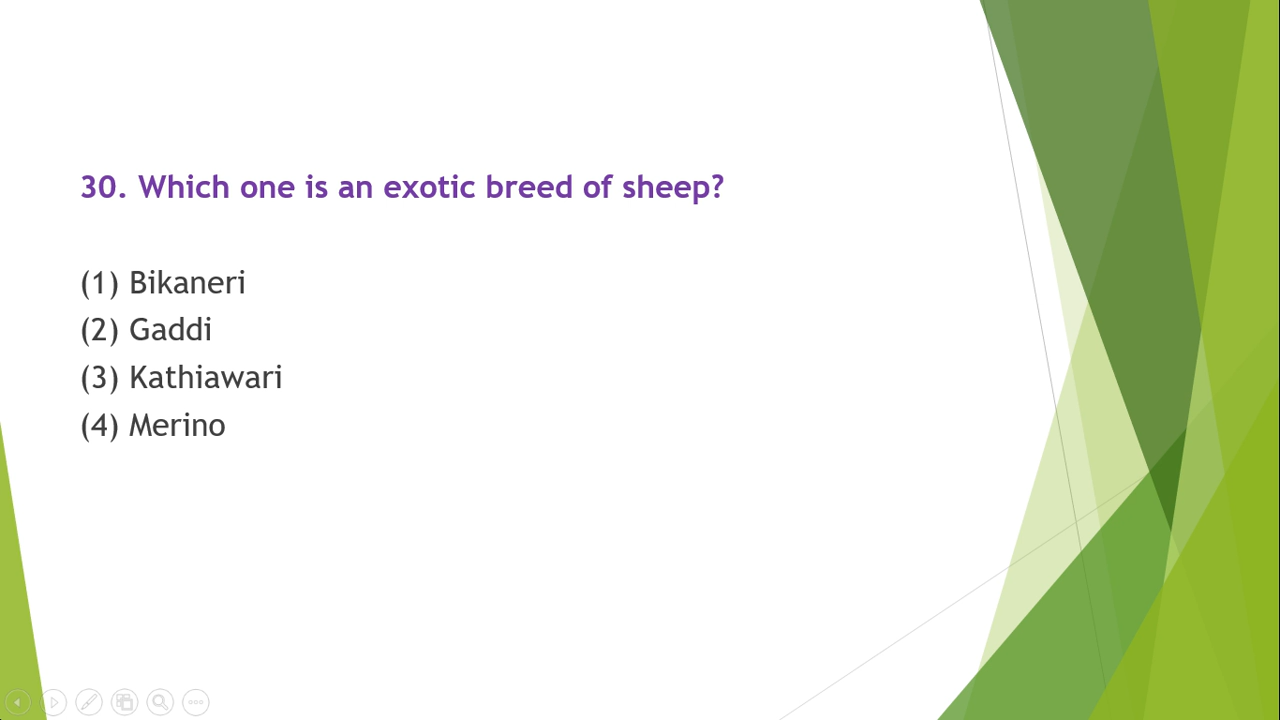 30. Which one is an exotic breed of sheep?
(1) Bikaneri
(2) Gaddi
(3) Kathiawari
(4) Merino